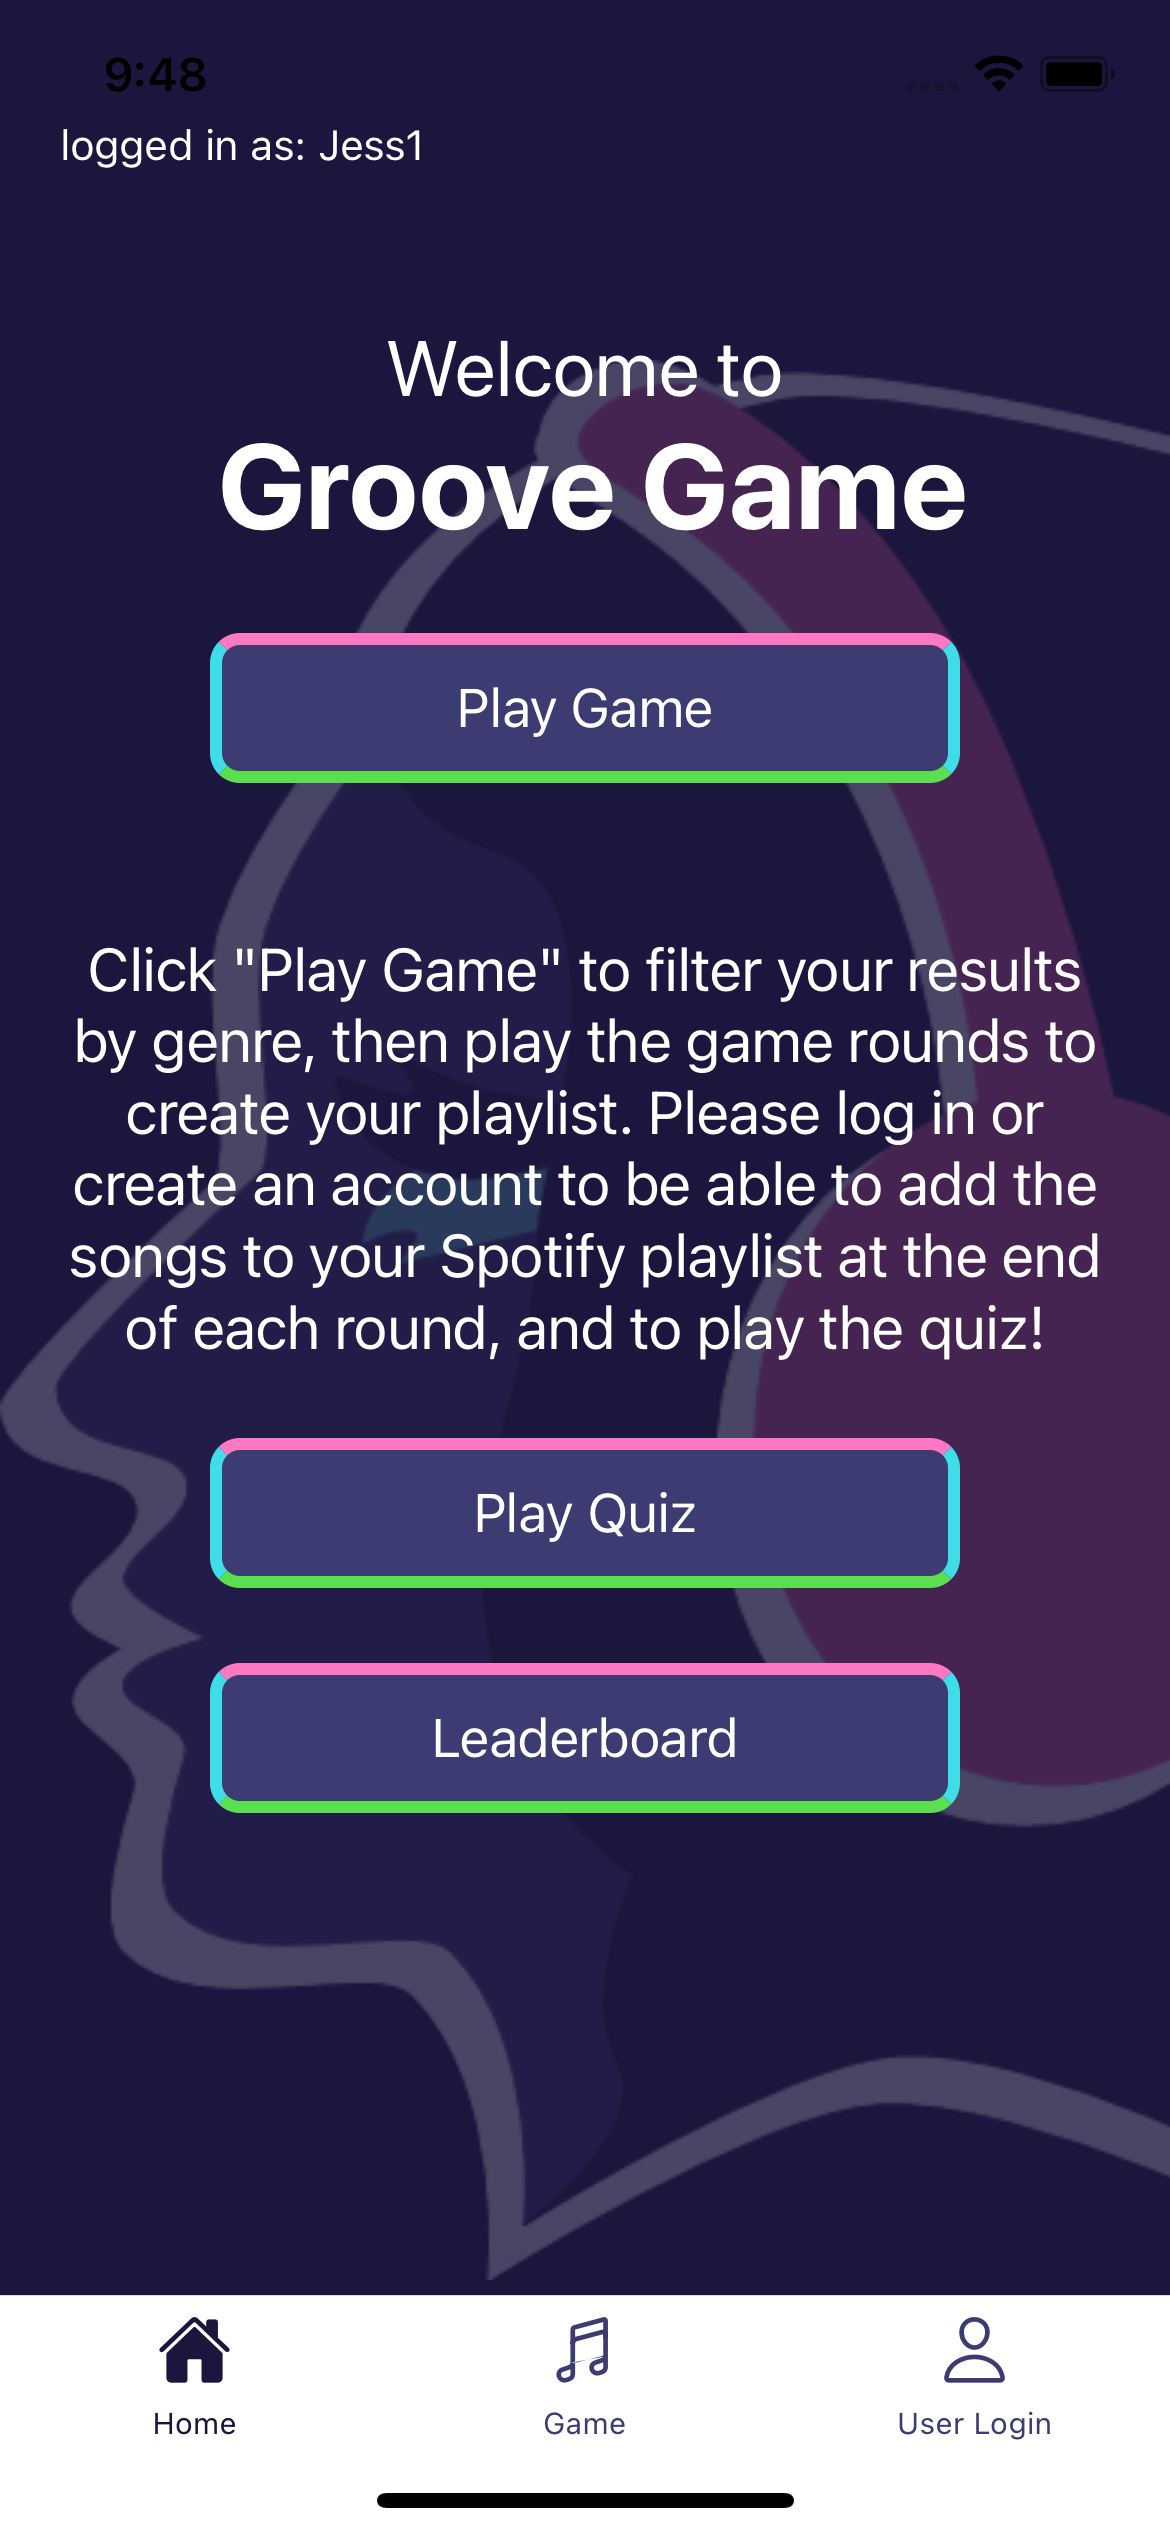 9:48
logged in as: Jess1
Welcome to
Groove Game
Play Game
Click "Play Game" to filter your results
by genre, then play the game rounds to
create your playlist. Please log in or
create an account to be able to add the
songs to your Spotify playlist at the end
of each round, and to play the quiz!
Play Quiz
Leaderboard
Home
Game
User Login